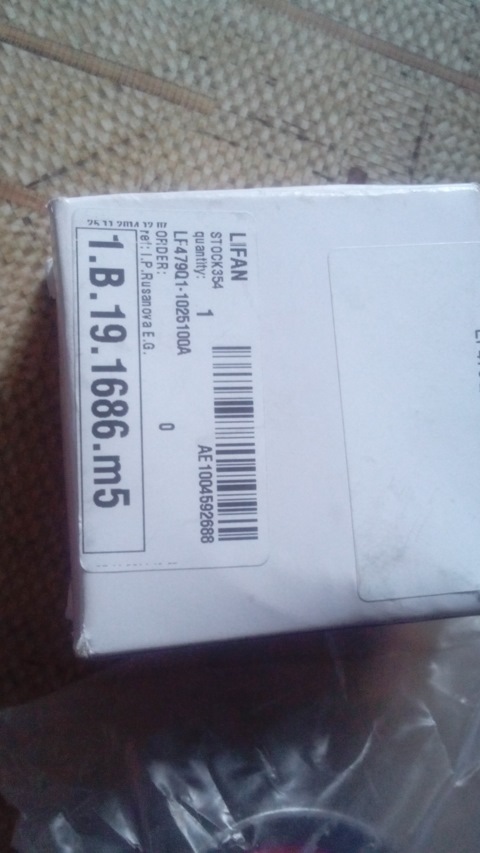 LIFAN
STOCK354
quantity: 1
AE1004592688
LF479Q1-1025100A
ORDER: 0
ref: I.P.Rusanova E.G.
1.B.19.1686.m5